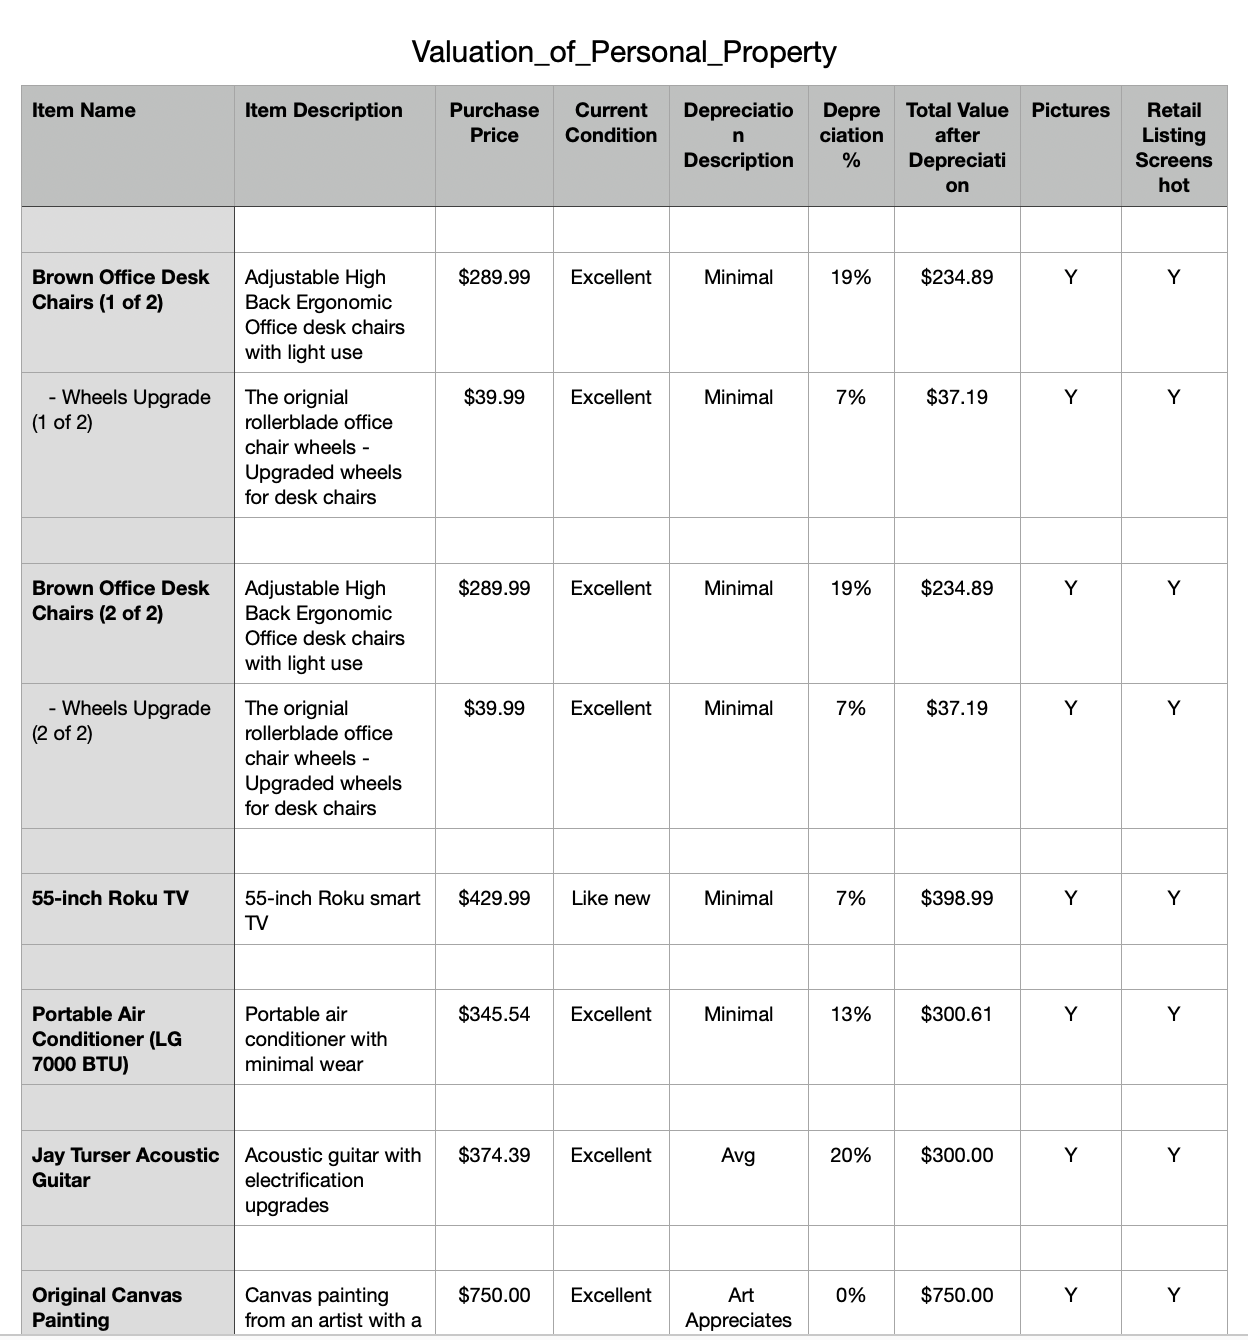 Valuation_of_Personal_Property
Item Name Item Description Purchase Price Current Condition Depreciatio n Description Depre ciation % Total Value after Depreciati on Pictures Retail Listing Screens hot
Brown Office Desk Chairs (1 of 2) Adjustable High Back Ergonomic Office desk chairs with light use $289.99 Excellent Minimal 19% $234.89 Y Y
- Wheels Upgrade (1 of 2) The orignial rollerblade office chair wheels - Upgraded wheels for desk chairs $39.99 Excellent Minimal 7% $37.19 Y Y
Brown Office Desk Chairs (2 of 2) Adjustable High Back Ergonomic Office desk chairs with light use $289.99 Excellent Minimal 19% $234.89 Y Y
- Wheels Upgrade (2 of 2) The orignial rollerblade office chair wheels - Upgraded wheels for desk chairs $39.99 Excellent Minimal 7% $37.19 Y Y
55-inch Roku TV 55-inch Roku smart TV $429.99 Like new Minimal 7% $398.99 Y Y
Portable Air Conditioner (LG 7000 BTU) Portable air conditioner with minimal wear $345.54 Excellent Minimal 13% $300.61 Y Y
Jay Turser Acoustic Guitar Acoustic guitar with electrification upgrades $374.39 Excellent Avg 20% $300.00 Y Y
Original Canvas Painting Canvas painting from an artist with a $750.00 Excellent Art Appreciates 0% $750.00 Y Y